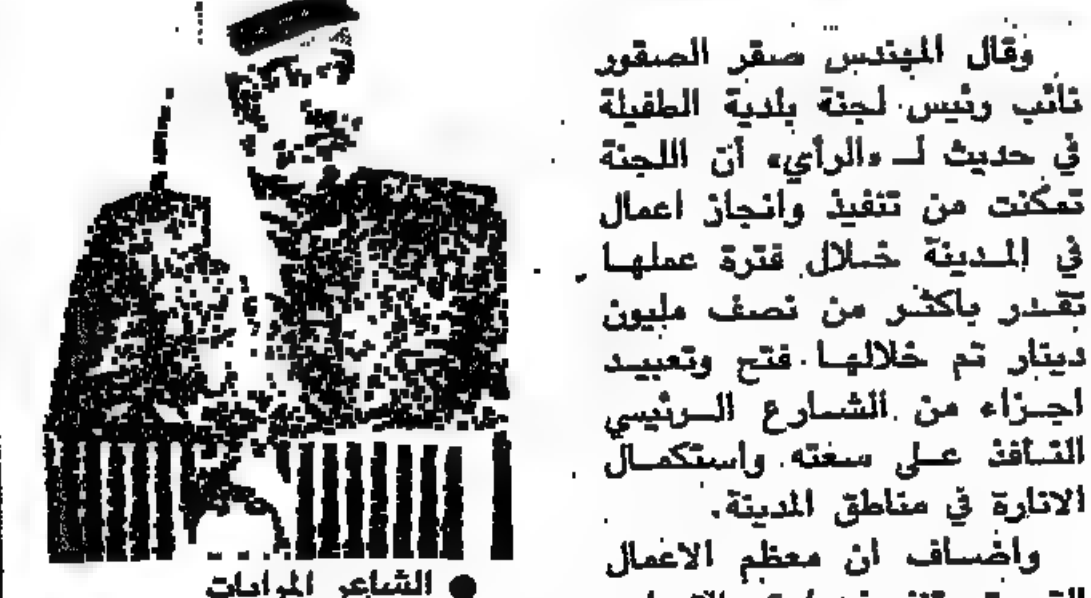 وقال المهندس صقر الصقور
نائب رئيس لجنة بلدية الطفيلة
في حديث لـ «الرأي» أن اللجنة
تمكنت من تنفيذ وانجاز اعمال
في المدينة خلال فترة عملها
تقدر باكثر من نصف مليون
دينار تم خلالها فتح وتعبيد
اجزاء من الشارع الرئيسي
النافذ على سعته واستكمال
الانارة في مناطق المدينة.
واضاف ان معظم الاعمال
● الشاعر المرايات